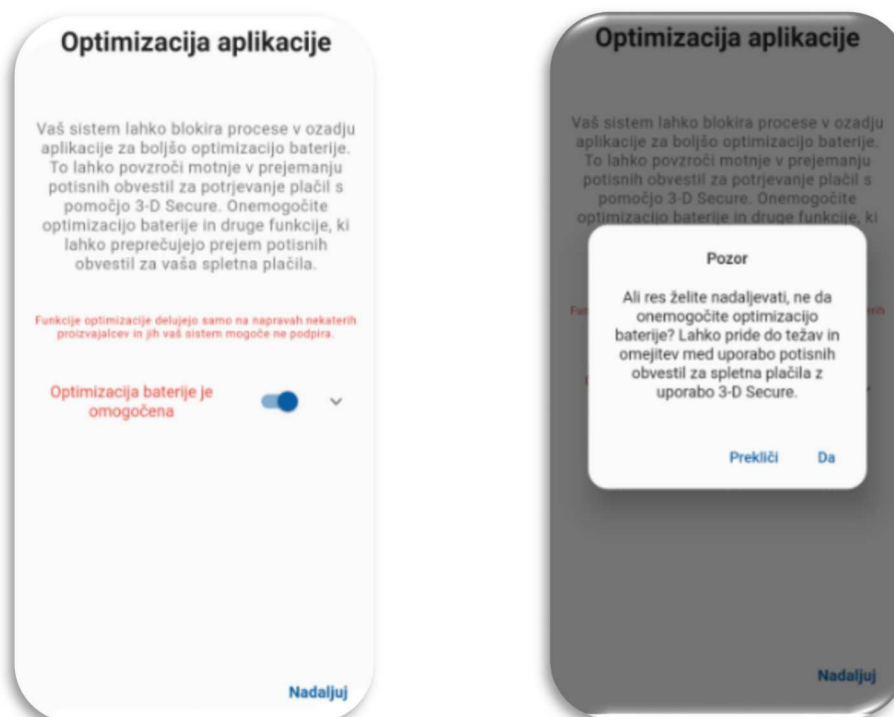 Optimizacija aplikacije
Vaš sistem lahko blokira procese v ozadju
aplikacije za boljšo optimizacijo baterije.
To lahko povzroči motnje v prejemanju
potisnih obvestil za potrjevanje plačil s
pomočjo 3-D Secure. Onemogočite
optimizacijo baterije in druge funkcije, ki
lahko preprečujejo prejem potisnih
obvestil za vaša spletna plačila.
Funkcije optimizacije delujejo samo na napravah nekaterih
proizvajalcev in jih vaš sistem mogoče ne podpira.
Optimizacija baterije je
omogočena
Nadaljuj
Optimizacija aplikacije
Vaš sistem lahko blokira procese v ozadju
aplikacije za boljšo optimizacijo baterije.
To lahko povzroči motnje v prejemanju
potisnih obvestil za potrjevanje plačil s
pomočjo 3-D Secure. Onemogočite
optimizacijo baterije in druge funkcije, ki
Pozor
Ali res želite nadaljevati, ne da
onemogočite optimizacijo
baterije? Lahko pride do težav in
omejitev med uporabo potisnih
obvestil za spletna plačila z
uporabo 3-D Secure.
Prekliči Da
Nadaljuj